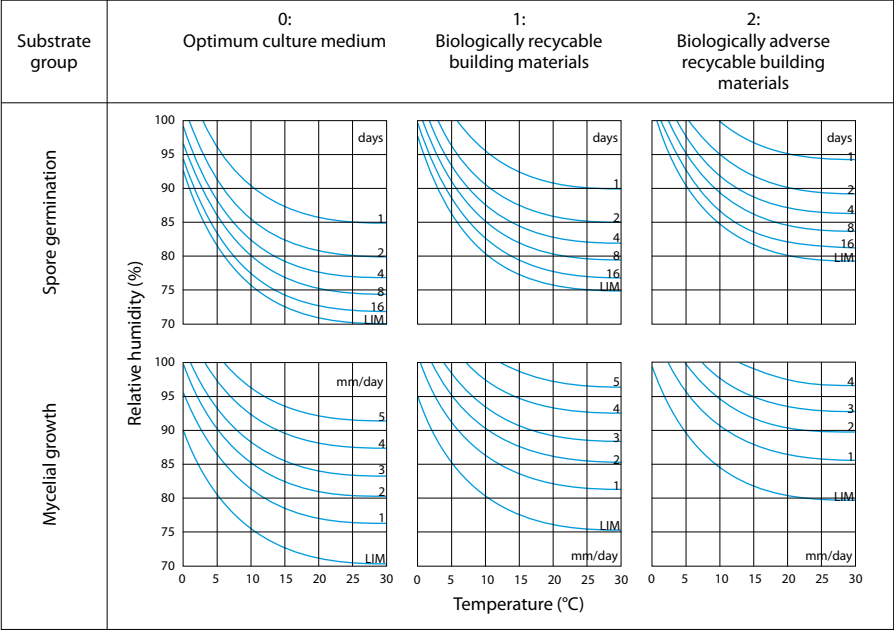 Substrate
group
0:
Optimum culture medium
1:
Biologically recycable
building materials
2:
Biologically adverse
recycable building
materials
Spore germination
Mycelial growth
Relative humidity (%)
100
95
90
85
80
75
70
days
1
2
4
8
16
LIM
days
1
2
4
8
16
LIM
days
1
2
4
8
16
LIM
100
95
90
85
80
75
70
mm/day
5
4
3
2
1
LIM
0 5 10 15 20 25 30
5
4
3
2
1
LIM
mm/day
0 5 10 15 20 25 30
4
3
2
1
LIM
mm/day
0 5 10 15 20 25 30
Temperature (°C)